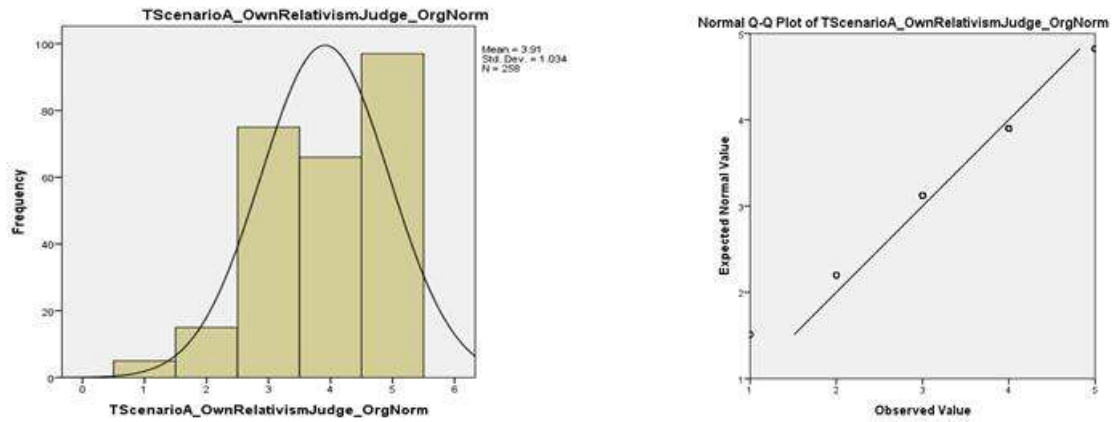 TScenarioA_OwnRelativismJudge_OrgNorm
Mean = 3.91
Std. Dev. = 1.034
N = 258
100
80
60
40
20
0
Frequency
0 1 2 3 4 5 6
TScenarioA_OwnRelativismJudge_OrgNorm
Normal Q-Q Plot of TScenarioA_OwnRelativismJudge_OrgNorm
5
4
3
2
1
Expected Normal Value
1 2 3 4 5
Observed Value